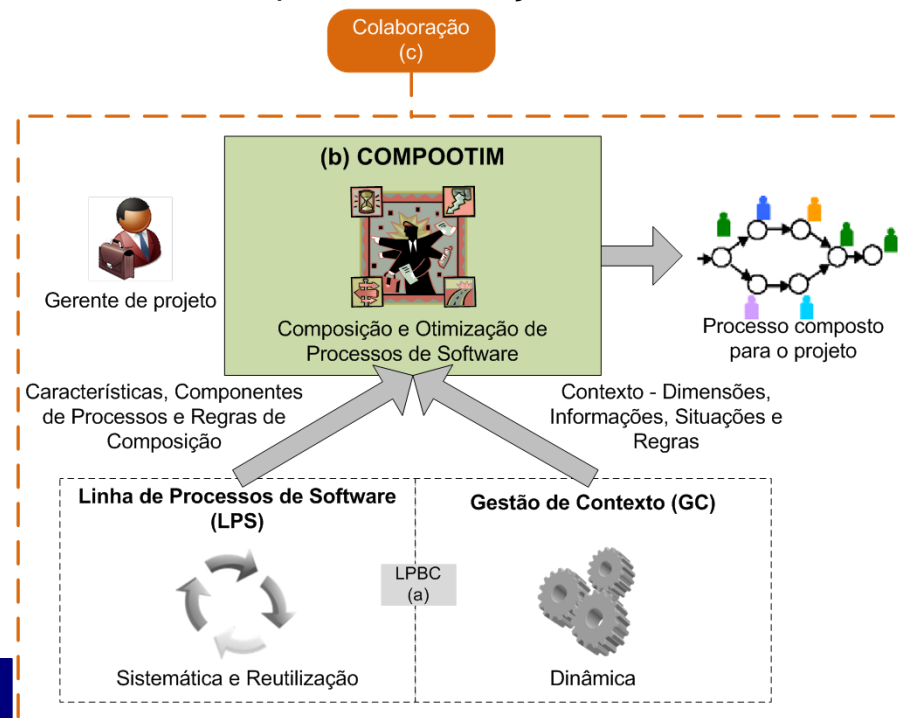 Colaboração
(c)
(b) COMPOOTIM
Gerente de projeto
Composição e Otimização de
Processos de Software
Processo composto
para o projeto
Características, Componentes
de Processos e Regras de
Composição
Contexto - Dimensões,
Informações, Situações e
Regras
Linha de Processos de Software
(LPS)
Gestão de Contexto (GC)
LPBC
(a)
Sistemática e Reutilização
Dinâmica